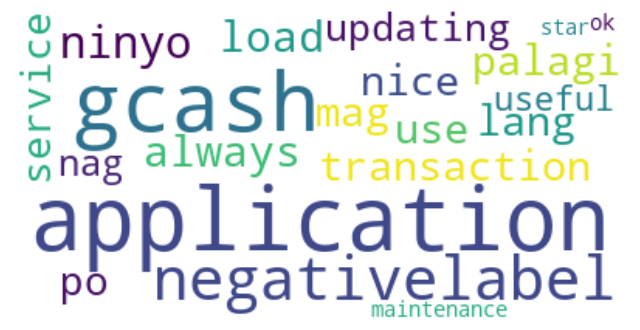 service
ninyo
load
updating
star
ok
gcash
nice
palagi
mag
useful
use
lang
nag
always
transaction
application
po
negativelabel
maintenance